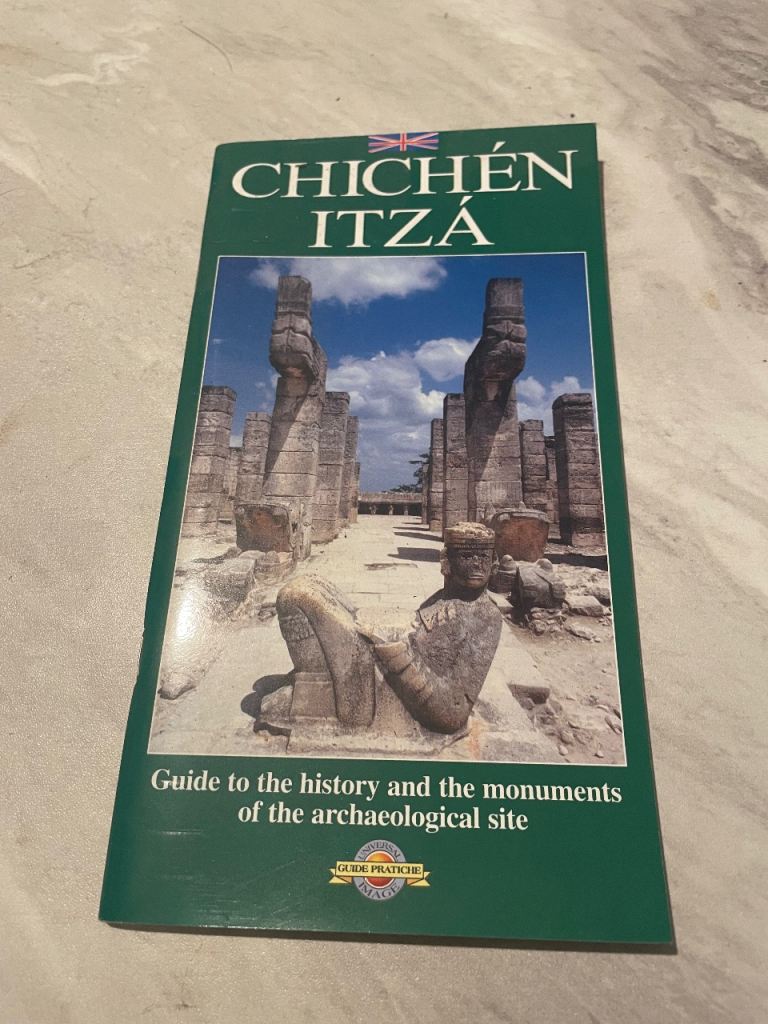 CHICHÉN
ITZÁ
Guide to the history and the monuments
of the archaeological site
UNIVERSAL
GUIDE PRATICHE
IMAGE